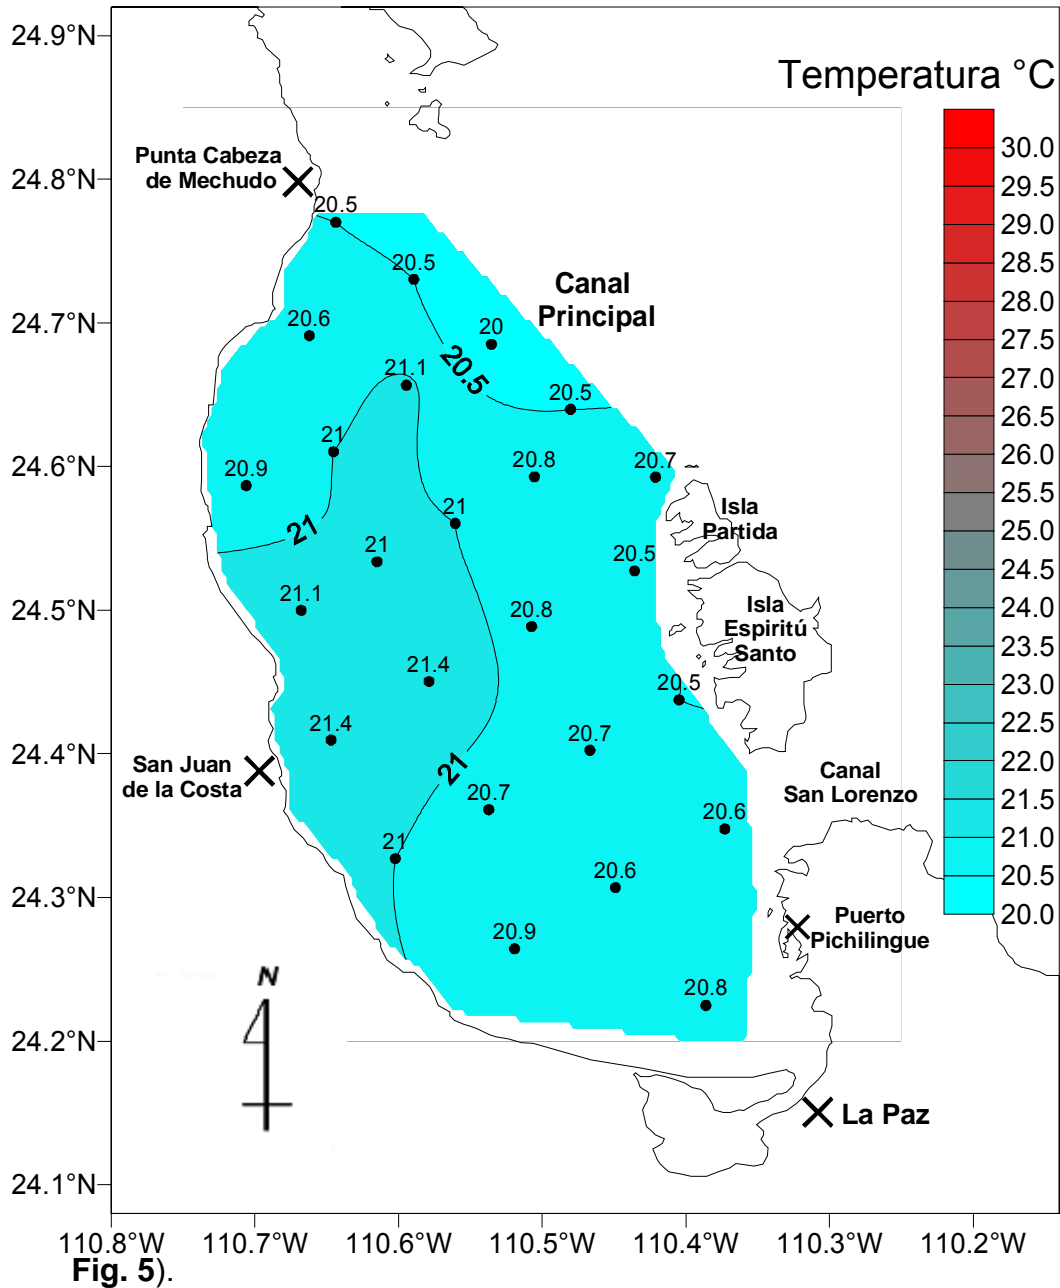 24.9°N
Temperatura °C
30.0
Punta Cabeza
de Mechudo
24.8°N
29.5
20.5
29.0
28.5
20.5
Canal
Principal
28.0
24.7°N
20.6
20
27.5
20.5
27.0
21.1
20.5
26.5
21
24.6°N
20.9
20.8
20.7
26.0
Isla
Partida
25.5
21
21
21
25.0
20.5
24.5
24.5°N
21.1
20.8
Isla
Espiritú
Santo
24.0
23.5
21.4
20.5
23.0
21.4
20.7
22.5
24.4°N
San Juan
de la Costa
21
Canal
San Lorenzo
22.0
20.7
20.6
21.5
21
21.0
20.6
20.5
24.3°N
20.9
Puerto
Pichilingue
20.0
N
20.8
24.2°N
La Paz
24.1°N
110.8°W 110.7°W 110.6°W 110.5°W 110.4°W 110.3°W 110.2°W
Fig. 5).